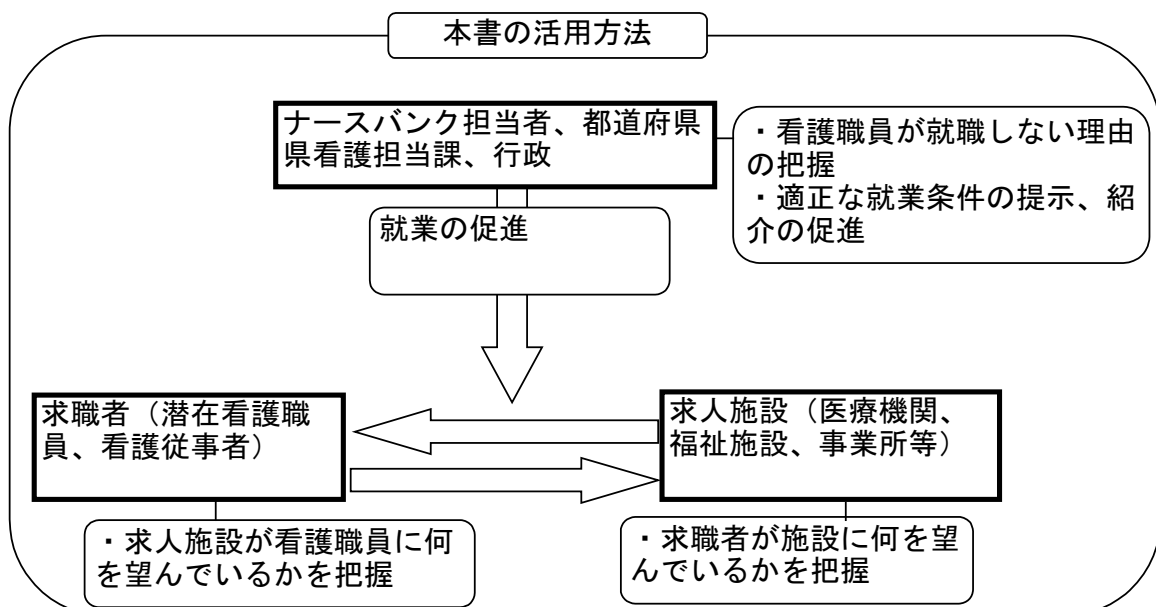 本書の活用方法
ナースバンク担当者、都道府県
県看護担当課、行政
・看護職員が就職しない理由
の把握
・適正な就業条件の提示、紹
介の促進
就業の促進
求職者（潜在看護職
員、看護従事者）
求人施設（医療機関、
福祉施設、事業所等）
・求人施設が看護職員に何
を望んでいるかを把握
・求職者が施設に何を望
んでいるかを把握